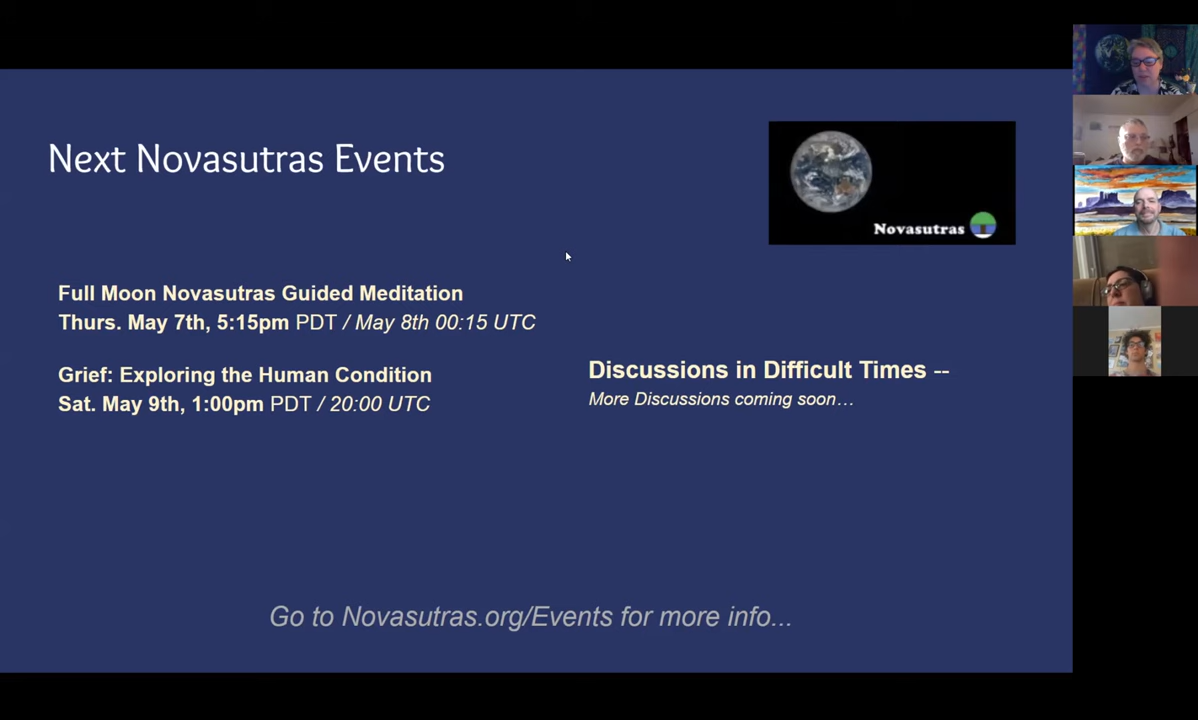 Next Novasutras Events
Novasutras
Full Moon Novasutras Guided Meditation
Thurs. May 7th, 5:15pm PDT / May 8th 00:15 UTC
Grief: Exploring the Human Condition
Sat. May 9th, 1:00pm PDT / 20:00 UTC
Discussions in Difficult Times --
More Discussions coming soon…
Go to Novasutras.org/Events for more info...